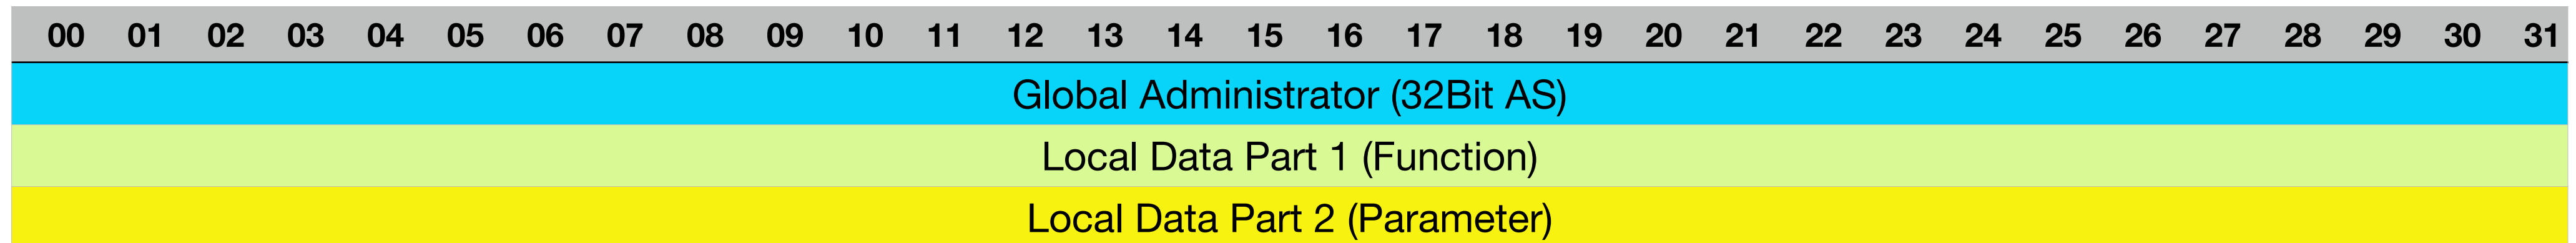 00 01 02 03 04 05 06 07 08 09 10 11 12 13 14 15 16 17 18 19 20 21 22 23 24 25 26 27 28 29 30 31
Global Administrator (32Bit AS)
Local Data Part 1 (Function)
Local Data Part 2 (Parameter)